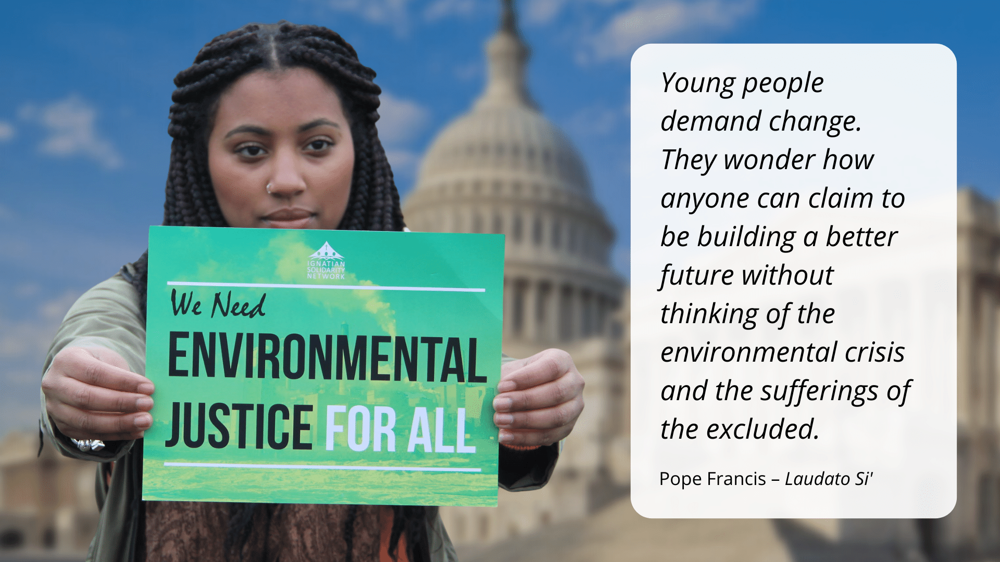 IGNATIAN
SOLIDARITY
NETWORK
We Need
ENVIRONMENTAL
JUSTICE FOR ALL
Young people
demand change.
They wonder how
anyone can claim to
be building a better
future without
thinking of the
environmental crisis
and the sufferings of
the excluded.
Pope Francis – Laudato Si'